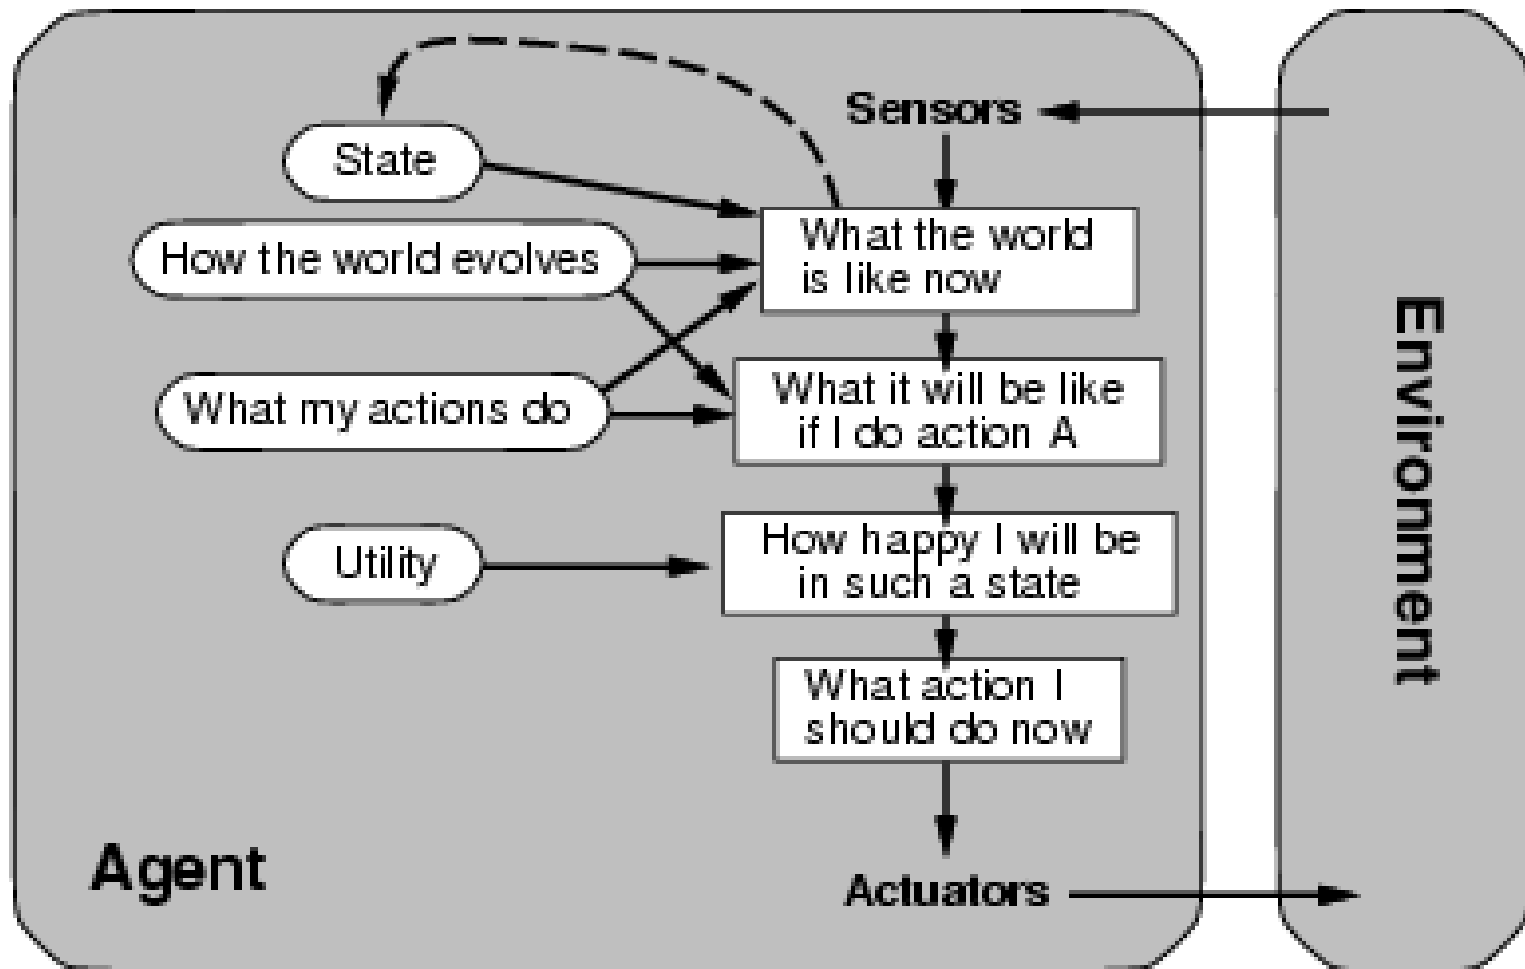 Sensors
State
What the world
is like now
How the world evolves
What my actions do
What it will be like
if I do action A
Utility
How happy I will be
in such a state
What action I
should do now
Agent
Actuators
Environment